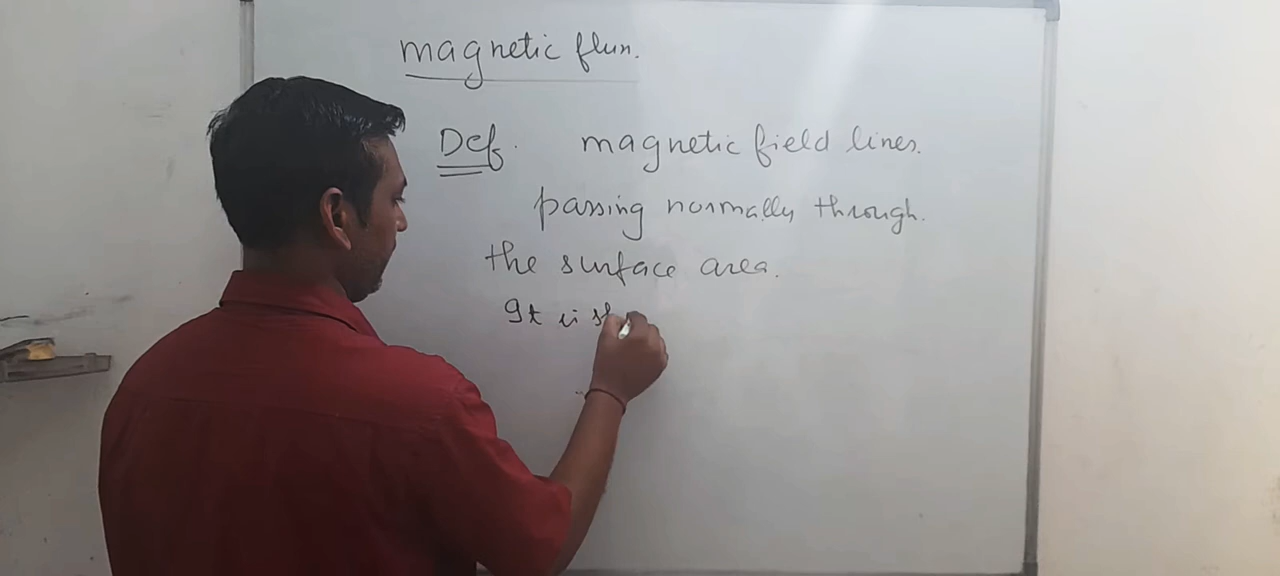 magnetic flux.
Def. magnetic field lines.
passing normally through.
the surface area.
It is